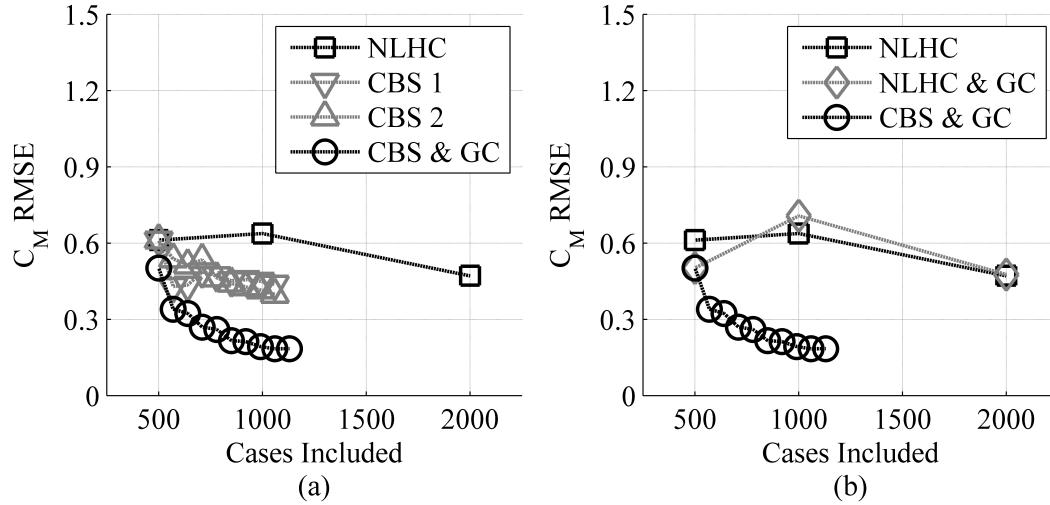 1.5
1.2
0.9
0.6
0.3
0
C_M RMSE
500
1000
1500
2000
Cases Included
(a)
NLHC
CBS 1
CBS 2
CBS & GC
1.5
1.2
0.9
0.6
0.3
0
C_M RMSE
500
1000
1500
2000
Cases Included
(b)
NLHC
NLHC & GC
CBS & GC